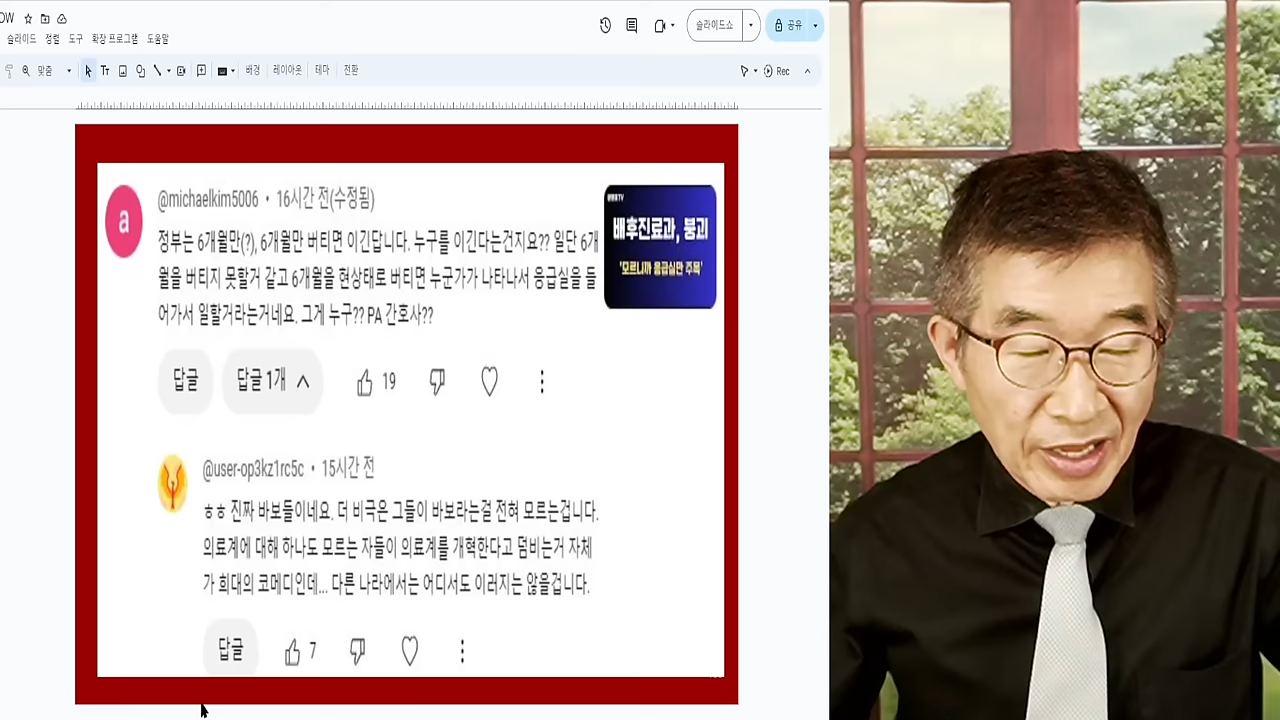 OW
슬라이드 정렬 도구 확장 프로그램 도움말
슬라이드쇼
공유
맞춤
배경 레이아웃 테마 전환
Rec
a
@michaelkim5006 • 16시간 전(수정됨)
정부는 6개월만(?), 6개월만 버티면 이긴답니다. 누구를 이긴다는건지요?? 일단 6개
월을 버티지 못할거 같고 6개월을 현상태로 버티면 누군가가 나타나서 응급실을 들
어가서 일할거라는거네요. 그게 누구?? PA 간호사??
배후진료과, 붕괴
'모르니까 응급실만 주목'
답글 답글 1개 19
@user-op3kz1rc5c • 15시간 전
ㅎㅎ 진짜 바보들이네요. 더 비극은 그들이 바보라는걸 전혀 모르는겁니다.
의료계에 대해 하나도 모르는 자들이 의료계를 개혁한다고 덤비는거 자체
가 희대의 코메디인데... 다른 나라에서는 어디서도 이러지는 않을겁니다.
답글 7